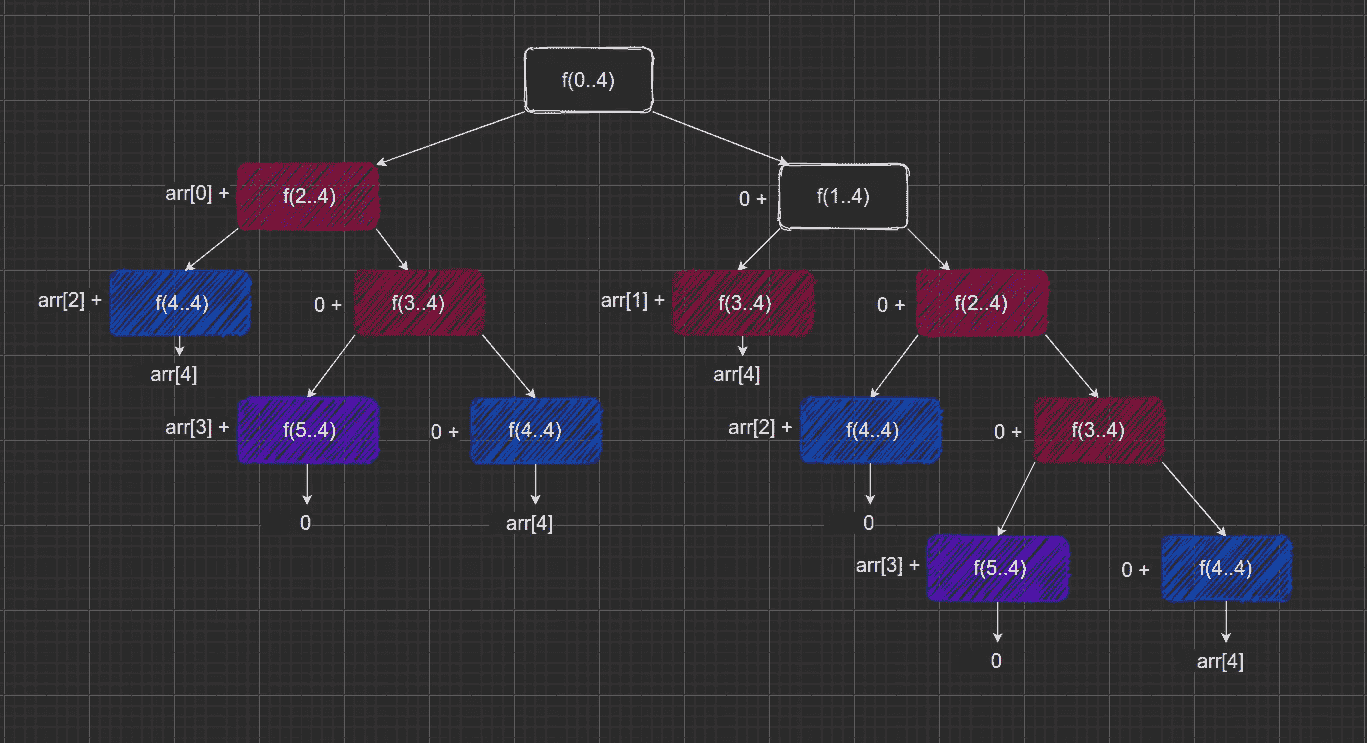 f(0..4)
arr[0] +
f(2..4)
0 +
f(1..4)
arr[2] +
f(4..4)
0 +
f(3..4)
arr[1] +
f(3..4)
0 +
f(2..4)
arr[4]
arr[4]
arr[3] +
f(5..4)
0 +
f(4..4)
arr[2] +
f(4..4)
0 +
f(3..4)
0
arr[4]
0
arr[3] +
f(5..4)
0 +
f(4..4)
0
arr[4]